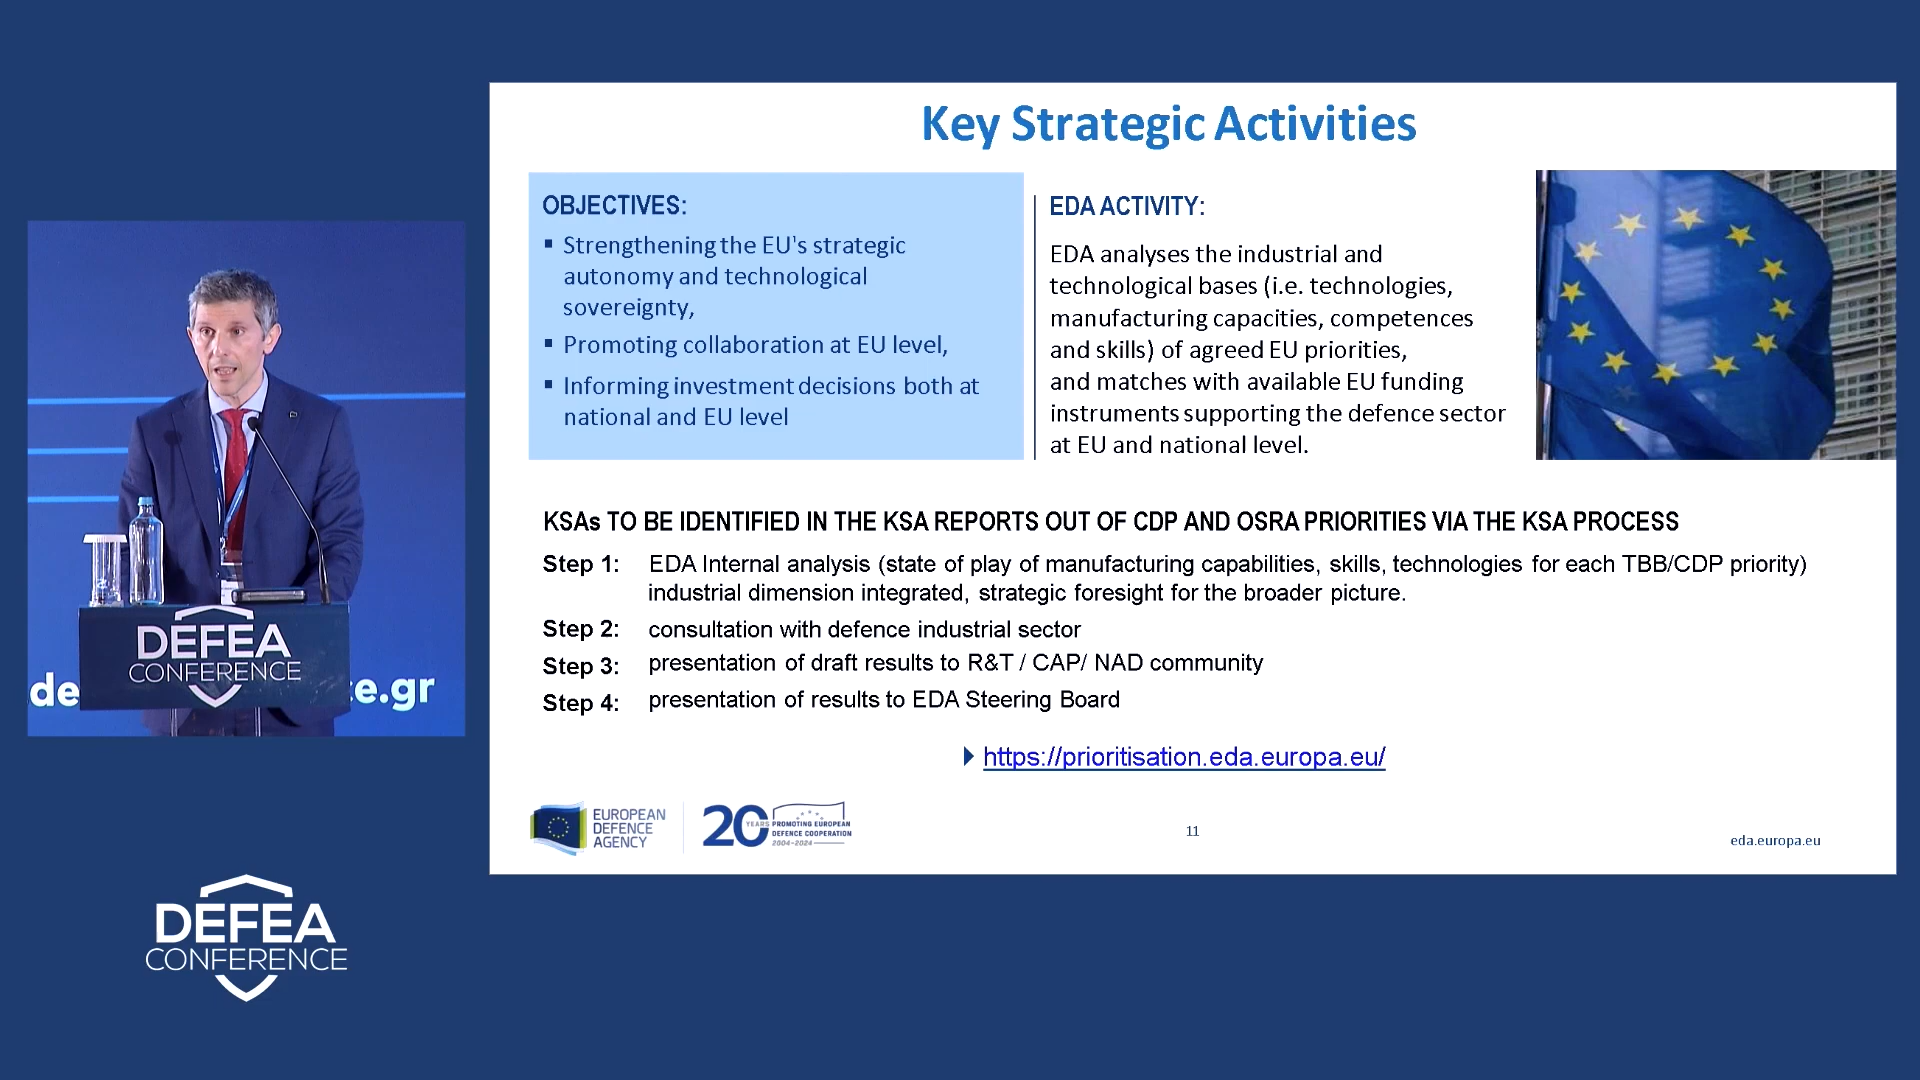 Key Strategic Activities
OBJECTIVES:
▪ Strengthening the EU's strategic
autonomy and technological
sovereignty,
▪ Promoting collaboration at EU level,
▪ Informing investment decisions both at
national and EU level
EDA ACTIVITY:
EDA analyses the industrial and
technological bases (i.e. technologies,
manufacturing capacities, competences
and skills) of agreed EU priorities,
and matches with available EU funding
instruments supporting the defence sector
at EU and national level.
KSAs TO BE IDENTIFIED IN THE KSA REPORTS OUT OF CDP AND OSRA PRIORITIES VIA THE KSA PROCESS
Step 1: EDA Internal analysis (state of play of manufacturing capabilities, skills, technologies for each TBB/CDP priority)
industrial dimension integrated, strategic foresight for the broader picture.
Step 2: consultation with defence industrial sector
Step 3: presentation of draft results to R&T / CAP/ NAD community
Step 4: presentation of results to EDA Steering Board
https://prioritisation.eda.europa.eu/
EUROPEAN
DEFENCE
AGENCY
20 YEARS PROMOTING EUROPEAN
DEFENCE COOPERATION
2004-2024
11
eda.europa.eu
DEFEA
CONFERENCE
de
ce.gr
DEFEA
CONFERENCE